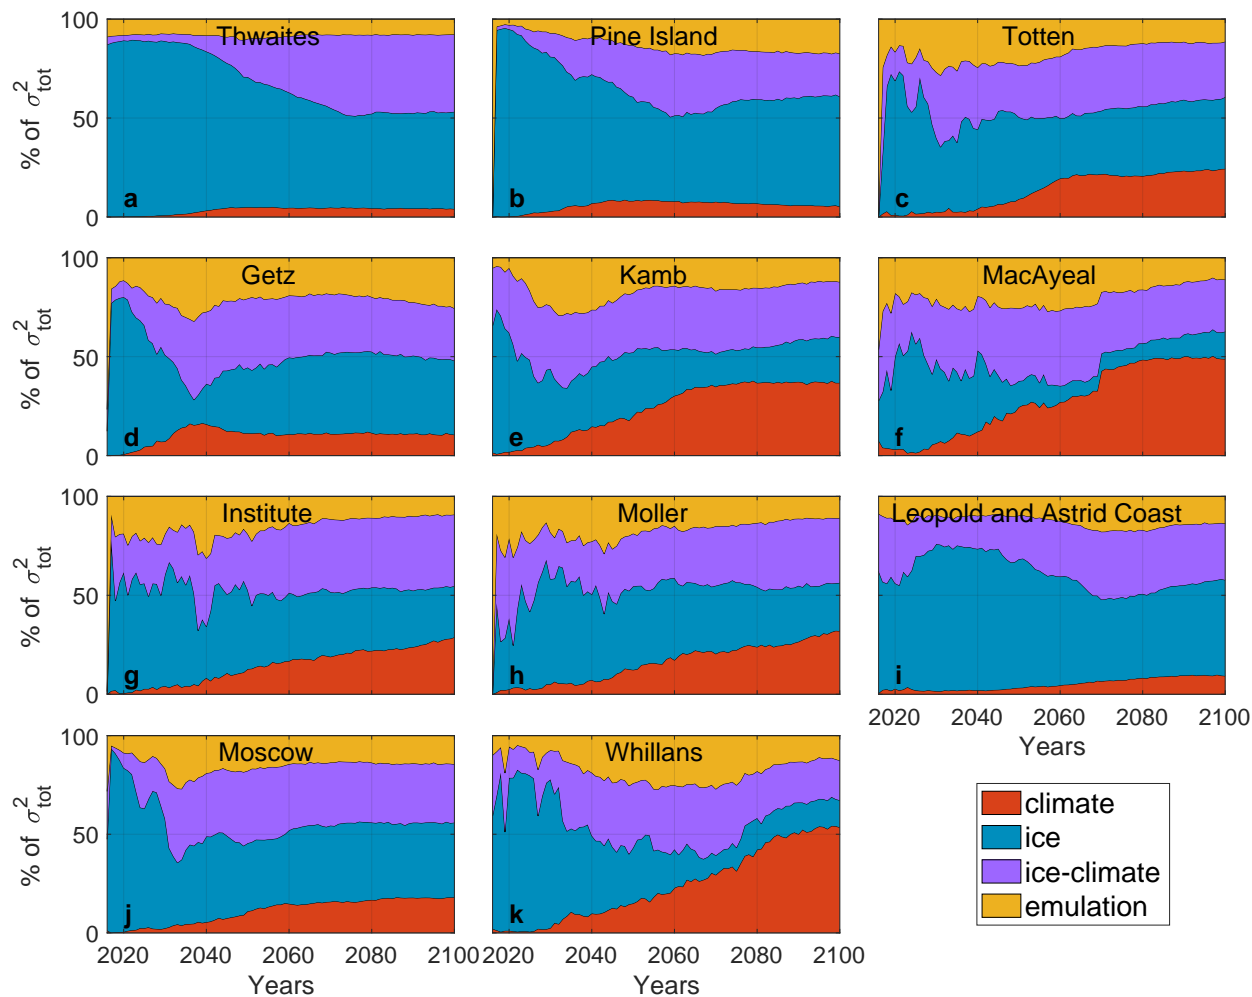 Thwaites
Pine Island
Totten
100
50
0
% of σ²tot
a
b
c
Getz
Kamb
MacAyeal
100
50
0
% of σ²tot
d
e
f
Institute
Moller
Leopold and Astrid Coast
100
50
0
% of σ²tot
g
h
i
2020 2040 2060 2080 2100
Years
Moscow
Whillans
100
50
0
% of σ²tot
j
k
2020 2040 2060 2080 2100
2020 2040 2060 2080 2100
Years
Years
climate
ice
ice-climate
emulation